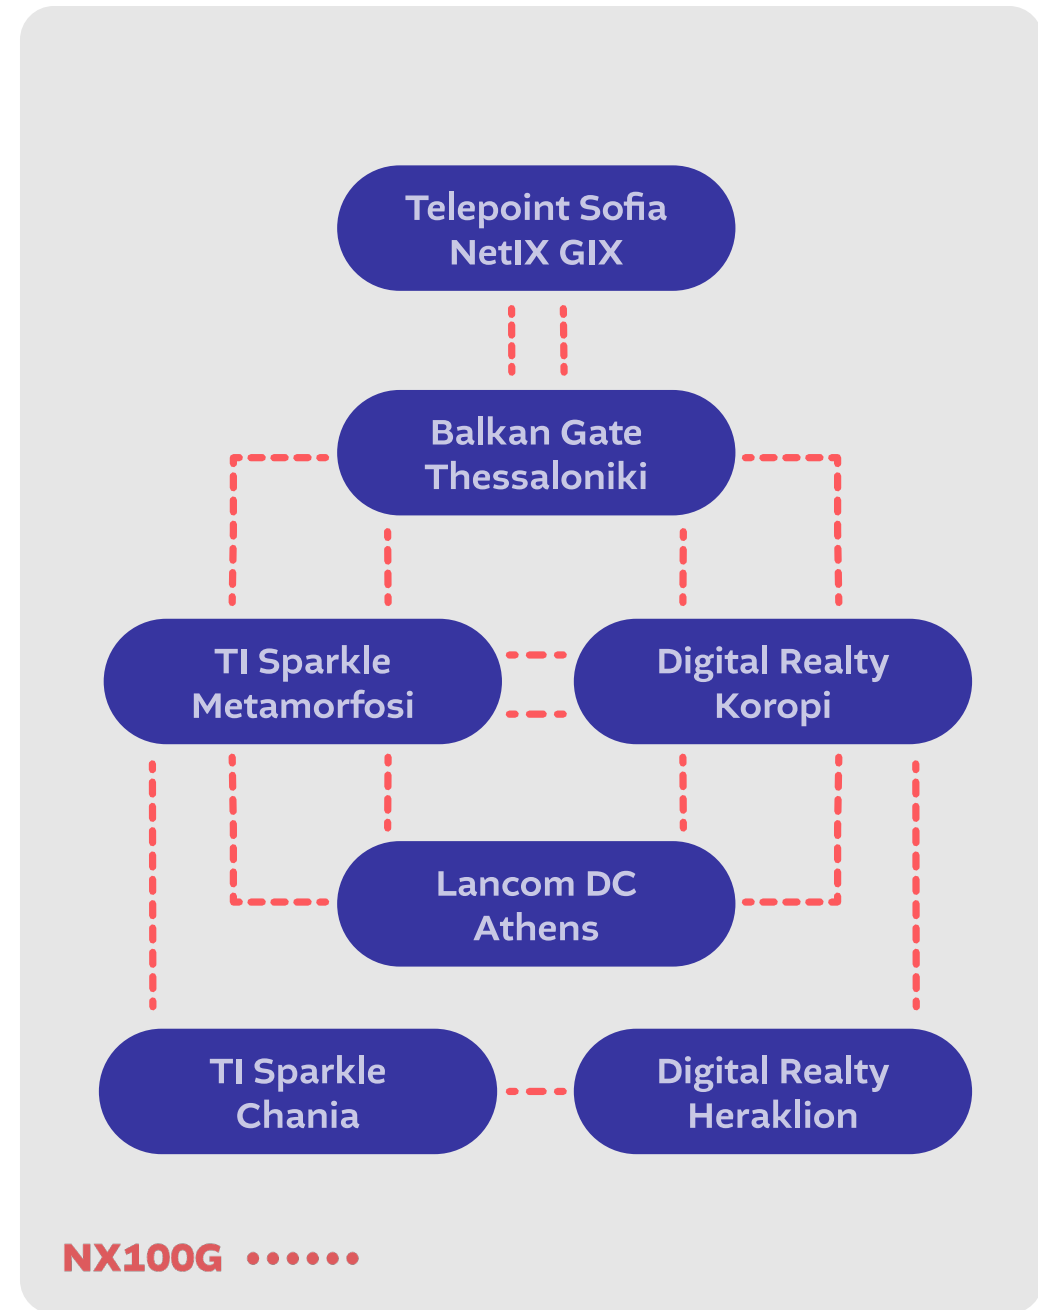 Telepoint Sofia
NetIX GIX
Balkan Gate
Thessaloniki
TI Sparkle
Metamorfosi
Digital Realty
Koropi
Lancom DC
Athens
TI Sparkle
Chania
Digital Realty
Heraklion
NX100G